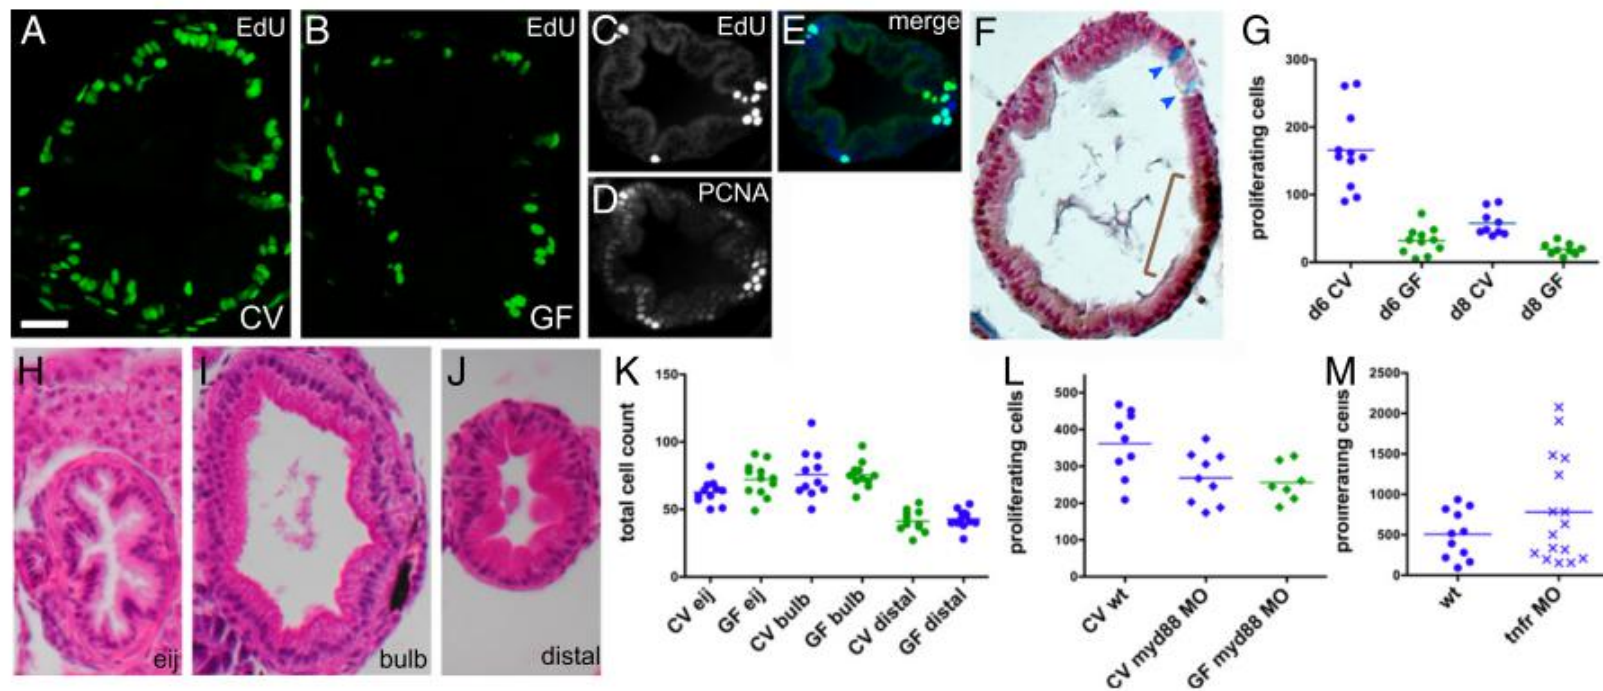 A EdU
CV
B EdU
GF
C EdU
D PCNA
E merge
F
G
proliferating cells
300
200
100
0
d6 CV
d6 GF
d8 CV
d8 GF
H
eij
I
bulb
J
distal
K
total cell count
150
100
50
0
CV eij
GF eij
CV bulb
GF bulb
CV distal
GF distal
L
proliferating cells
500
400
300
200
100
0
CV wt
CV myd88 MO
GF myd88 MO
M
proliferating cells
2500
2000
1500
1000
500
0
wt
tnfr MO